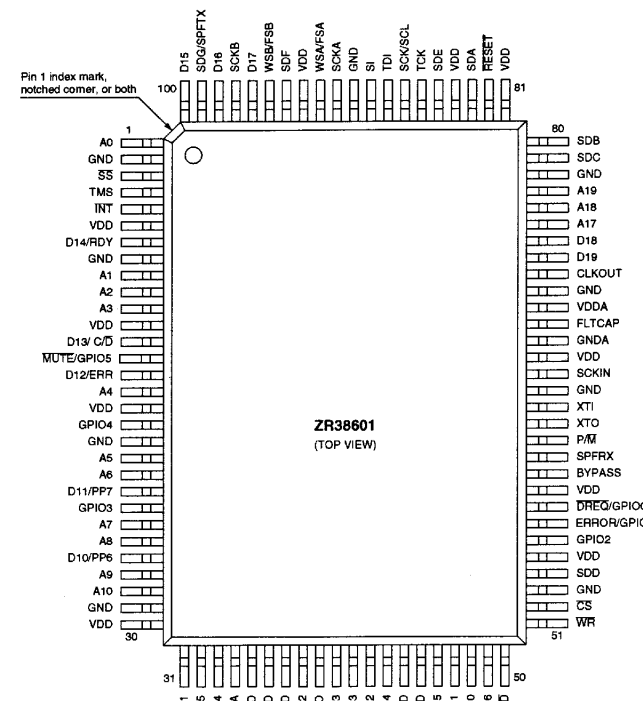 D15
SDG/SPFTX
D16
SCKB
D17
WSB/FSB
SDF
VDD
WSA/FSA
SCKA
GND
SI
TDI
SCK/SCL
TCK
SDE
VDD
SDA
RESET
VDD
Pin 1 index mark,
notched corner, or both
100
81
1
80
A0
GND
SS
TMS
INT
VDD
D14/RDY
GND
A1
A2
A3
VDD
D13/ C/D
MUTE/GPIO5
D12/ERR
A4
VDD
GPIO4
GND
A5
A6
D11/PP7
GPIO3
A7
A8
D10/PP6
A9
A10
GND
VDD
30
ZR38601
(TOP VIEW)
SDB
SDC
GND
A19
A18
A17
D18
D19
CLKOUT
GND
VDDA
FLTCAP
GNDA
VDD
SCKIN
GND
XTI
XTO
P/M
SPFRX
BYPASS
VDD
DREQ/GPIO
ERROR/GPIO
GPIO2
VDD
SDD
GND
CS
WR
51
31
50